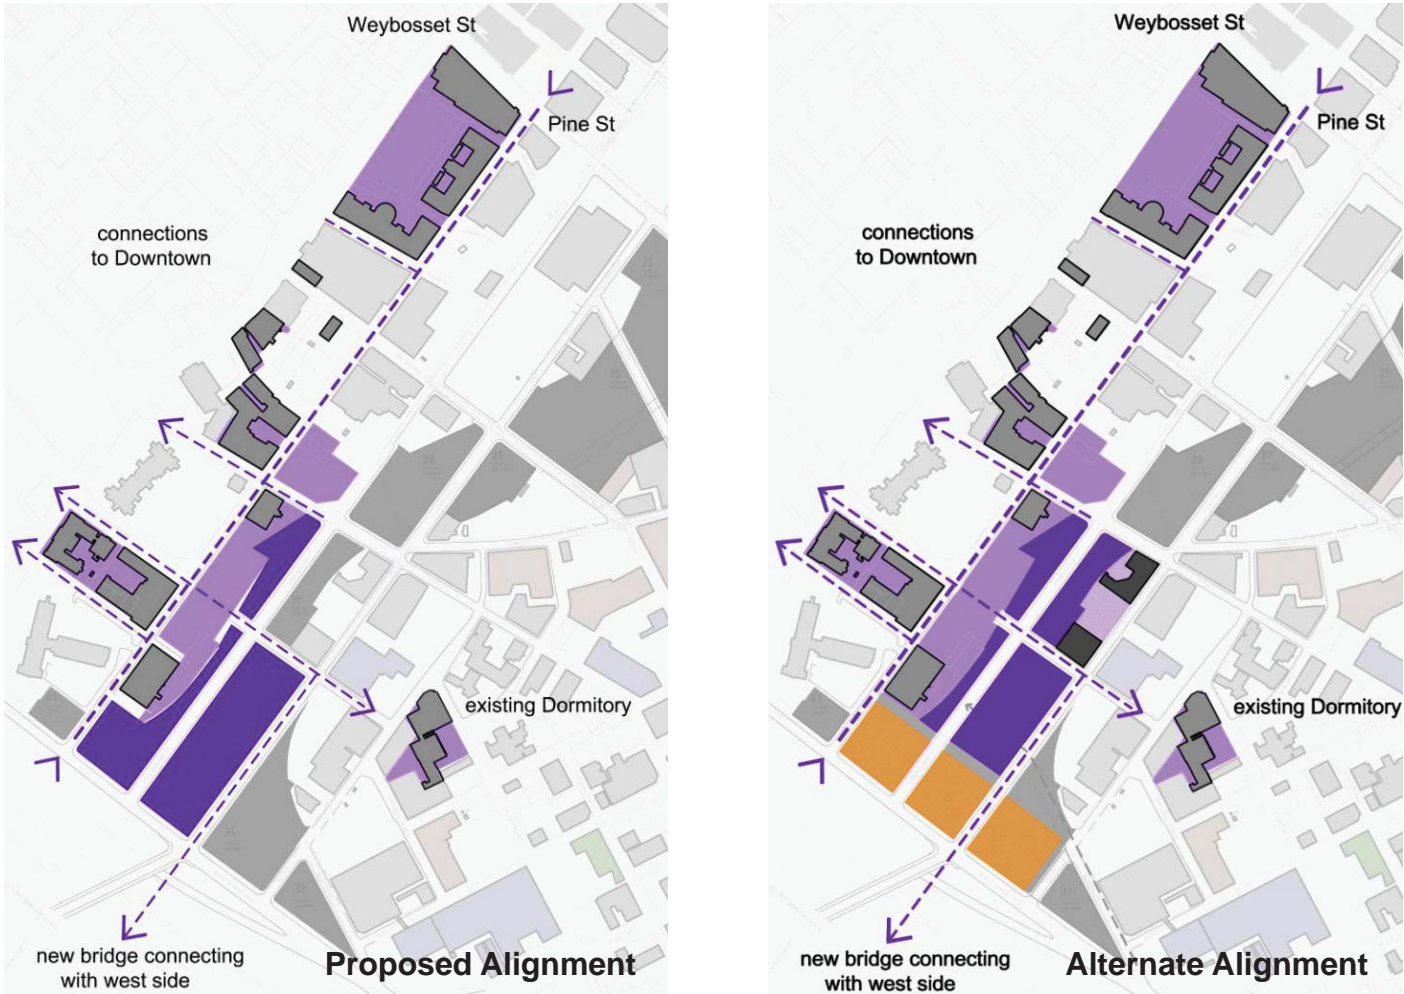 Weybosset St
Pine St
connections
to Downtown
existing Dormitory
new bridge connecting
with west side
Proposed Alignment
Weybosset St
Pine St
connections
to Downtown
existing Dormitory
new bridge connecting
with west side
Alternate Alignment